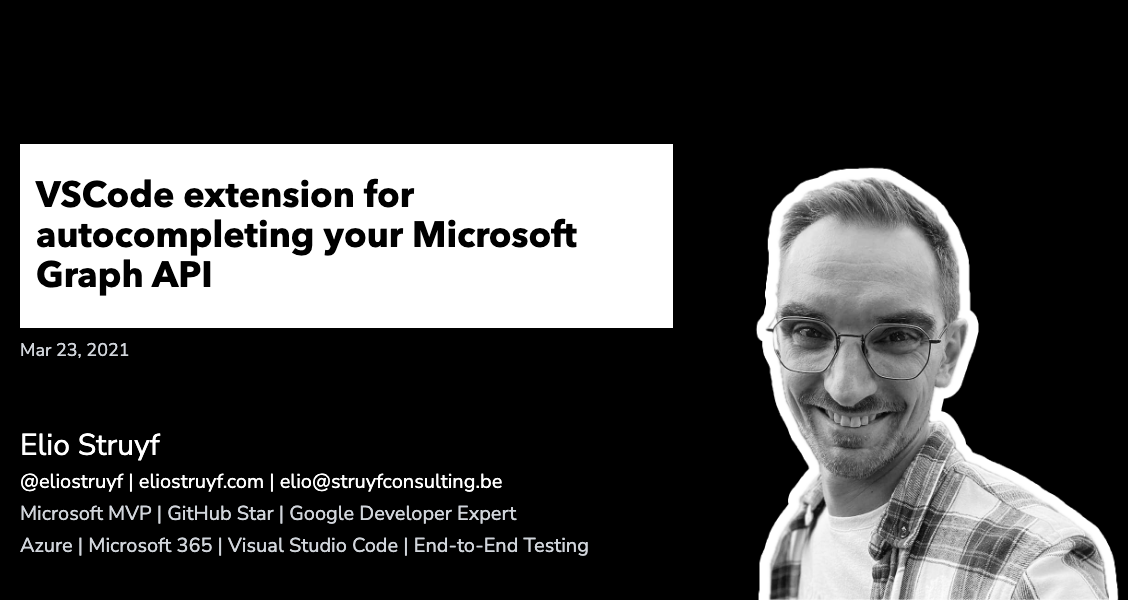 VSCode extension for
autocompleting your Microsoft
Graph API
Mar 23, 2021
Elio Struyf
@eliostruyf | eliostruyf.com | elio@struyfconsulting.be
Microsoft MVP | GitHub Star | Google Developer Expert
Azure | Microsoft 365 | Visual Studio Code | End-to-End Testing